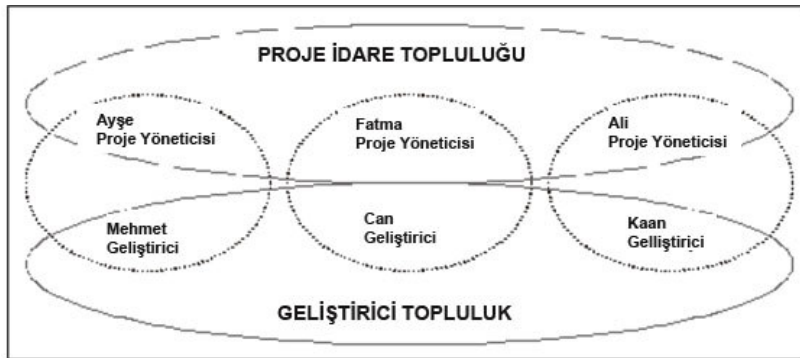 PROJE İDARE TOPLULUĞU
Ayşe
Proje Yöneticisi
Fatma
Proje Yöneticisi
Ali
Proje Yöneticisi
Mehmet
Geliştirici
Can
Geliştirici
Kaan
Gelliştirici
GELİŞTİRİCİ TOPLULUK